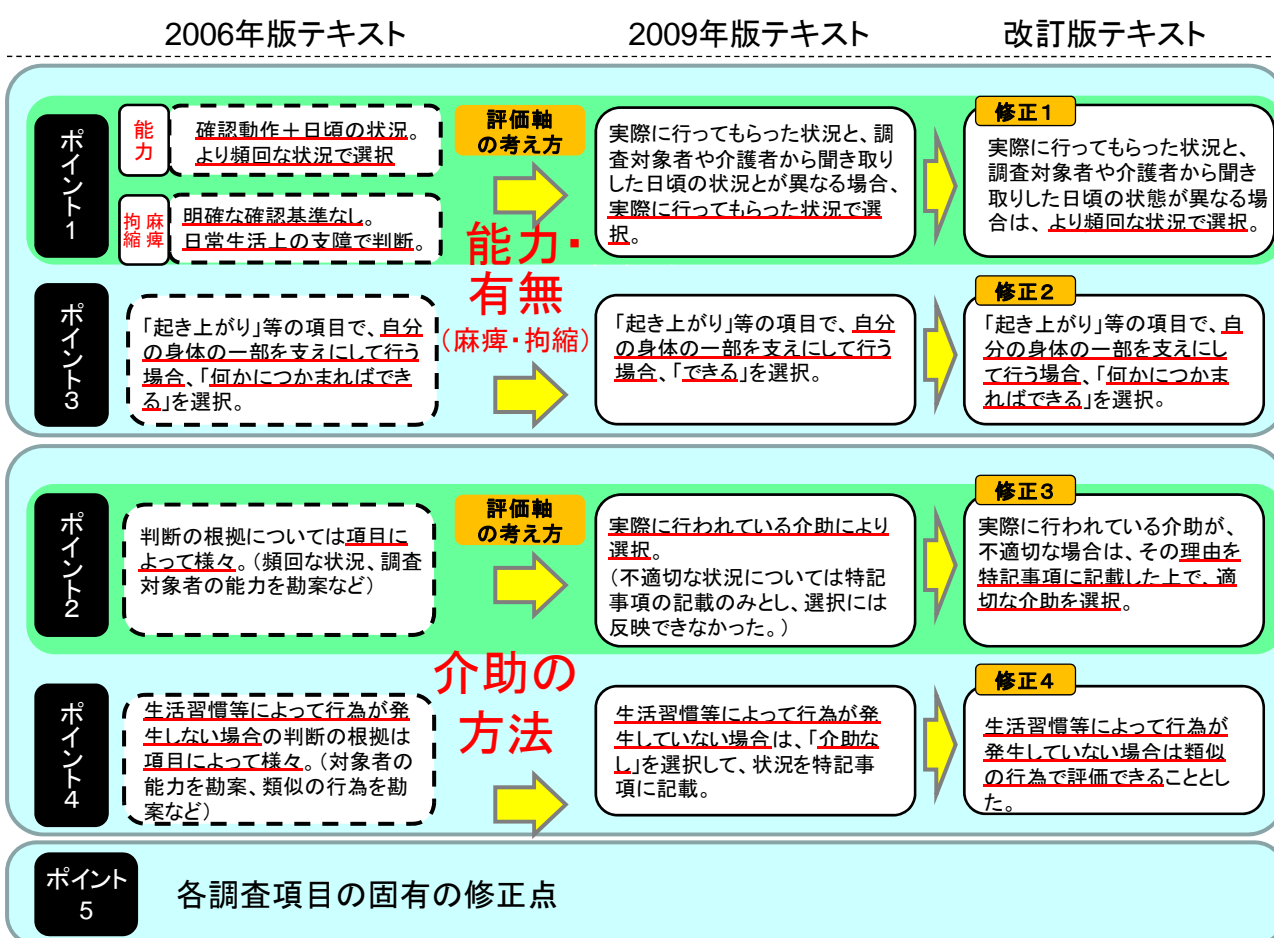 2006年版テキスト
2009年版テキスト
改訂版テキスト
ポイント1
能力
確認動作＋日頃の状況。
より頻回な状況で選択
拘縮 麻痺
明確な確認基準なし。
日常生活上の支障で判断。
評価軸
の考え方
能力・
有無
（麻痺・拘縮）
実際に行ってもらった状況と、調
査対象者や介護者から聞き取り
した日頃の状況とが異なる場合、
実際に行ってもらった状況で選
択。
修正1
実際に行ってもらった状況と、
調査対象者や介護者から聞き
取りした日頃の状態が異なる場
合は、より頻回な状況で選択。
ポイント3
「起き上がり」等の項目で、自分
の身体の一部を支えにして行う
場合、「何かにつかまればでき
る」を選択。
「起き上がり」等の項目で、自分
の身体の一部を支えにして行う
場合、「できる」を選択。
修正2
「起き上がり」等の項目で、自
分の身体の一部を支えにし
て行う場合、「何かにつかま
ればできる」を選択。
ポイント2
判断の根拠については項目に
よって様々。（頻回な状況、調査
対象者の能力を勘案など）
評価軸
の考え方
介助の
方法
実際に行われている介助により
選択。
（不適切な状況については特記
事項の記載のみとし、選択には
反映できなかった。）
修正3
実際に行われている介助が、
不適切な場合は、その理由を
特記事項に記載した上で、適
切な介助を選択。
ポイント4
生活習慣等によって行為が発
生しない場合の判断の根拠は
項目によって様々。（対象者の
能力を勘案、類似の行為を勘
案など）
生活習慣等によって行為が発
生していない場合は、「介助な
し」を選択して、状況を特記事
項に記載。
修正4
生活習慣等によって行為が
発生していない場合は類似
の行為で評価できることとし
た。
ポイント
5
各調査項目の固有の修正点